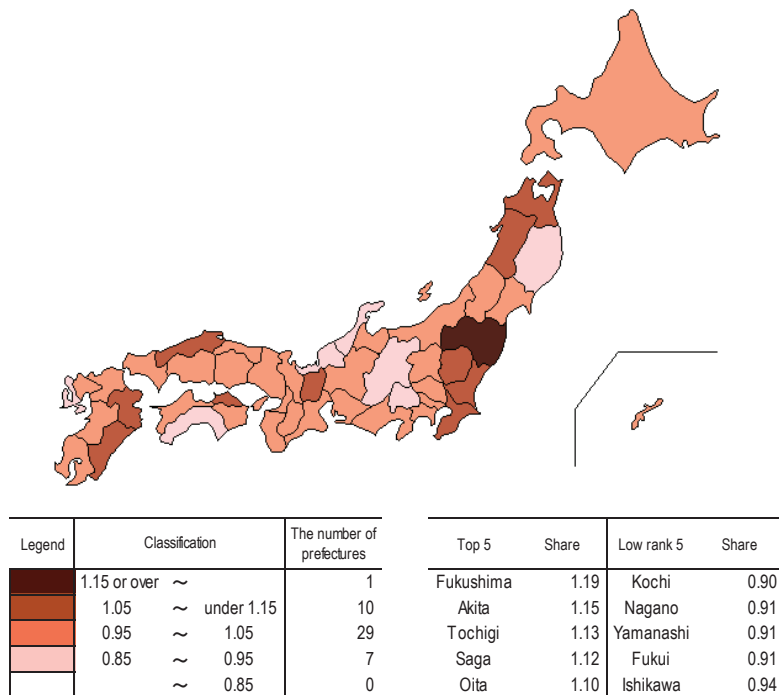 Legend Classification The number of prefectures
1.15 or over ～ 1
1.05 ～ under 1.15 10
0.95 ～ 1.05 29
0.85 ～ 0.95 7
～ 0.85 0
Top 5 Share Low rank 5 Share
Fukushima 1.19 Kochi 0.90
Akita 1.15 Nagano 0.91
Tochigi 1.13 Yamanashi 0.91
Saga 1.12 Fukui 0.91
Oita 1.10 Ishikawa 0.94